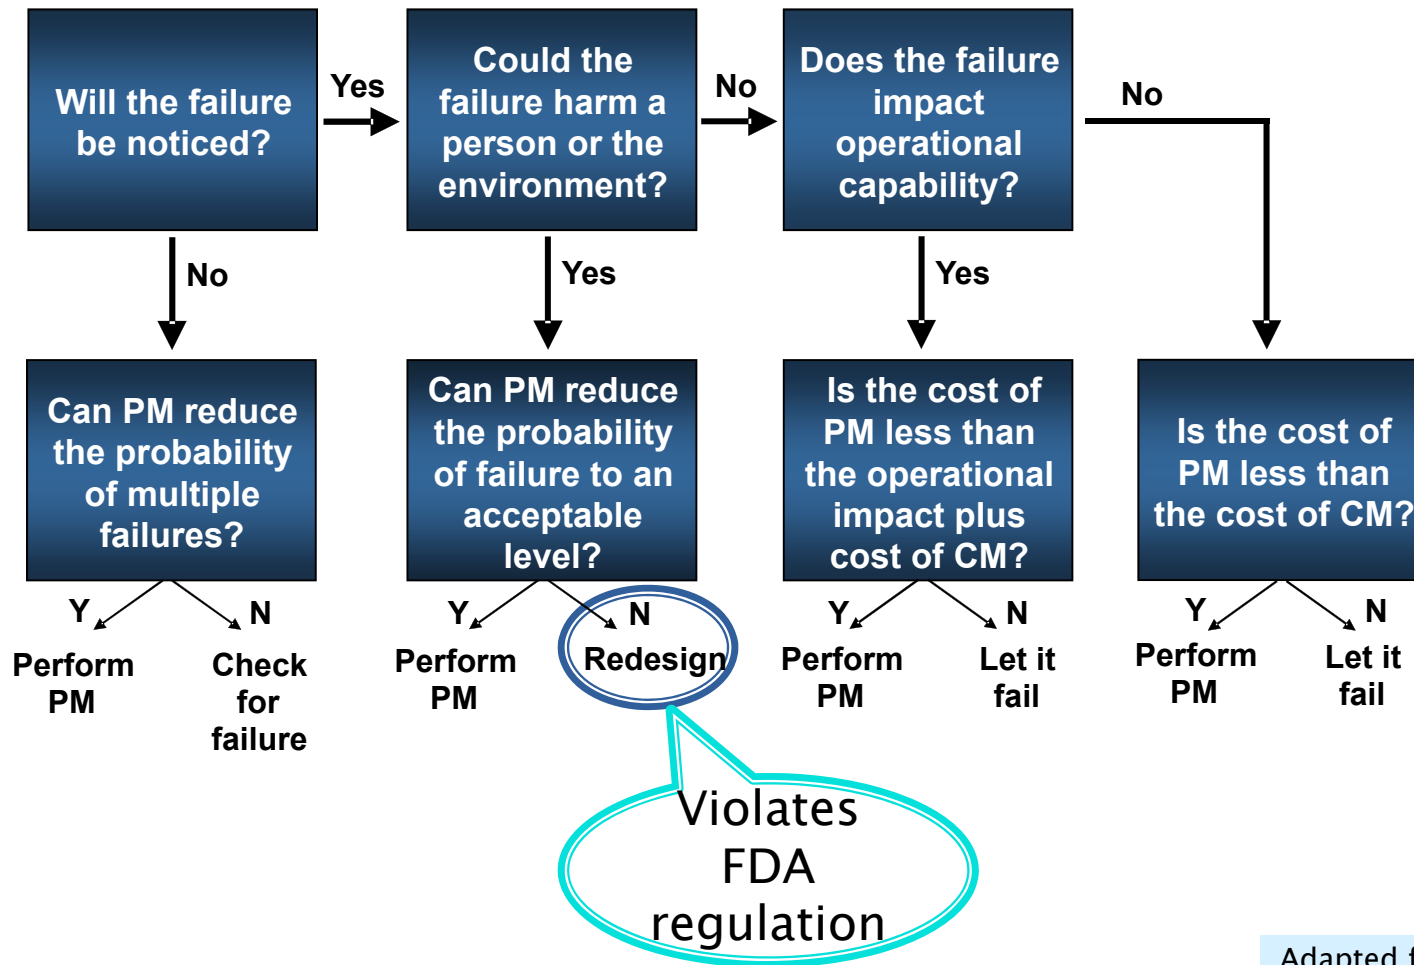 Will the failure
be noticed?
Yes
Could the
failure harm a
person or the
environment?
No
Does the failure
impact
operational
capability?
No
No
Yes
Yes
Can PM reduce
the probability
of multiple
failures?
Can PM reduce
the probability
of failure to an
acceptable
level?
Is the cost of
PM less than
the operational
impact plus
cost of CM?
Is the cost of
PM less than
the cost of CM?
Y
N
Perform
PM
Check
for
failure
Y
N
Perform
PM
Redesign
Y
N
Perform
PM
Let it
fail
Y
N
Perform
PM
Let it
fail
Violates
FDA
regulation
Adapted